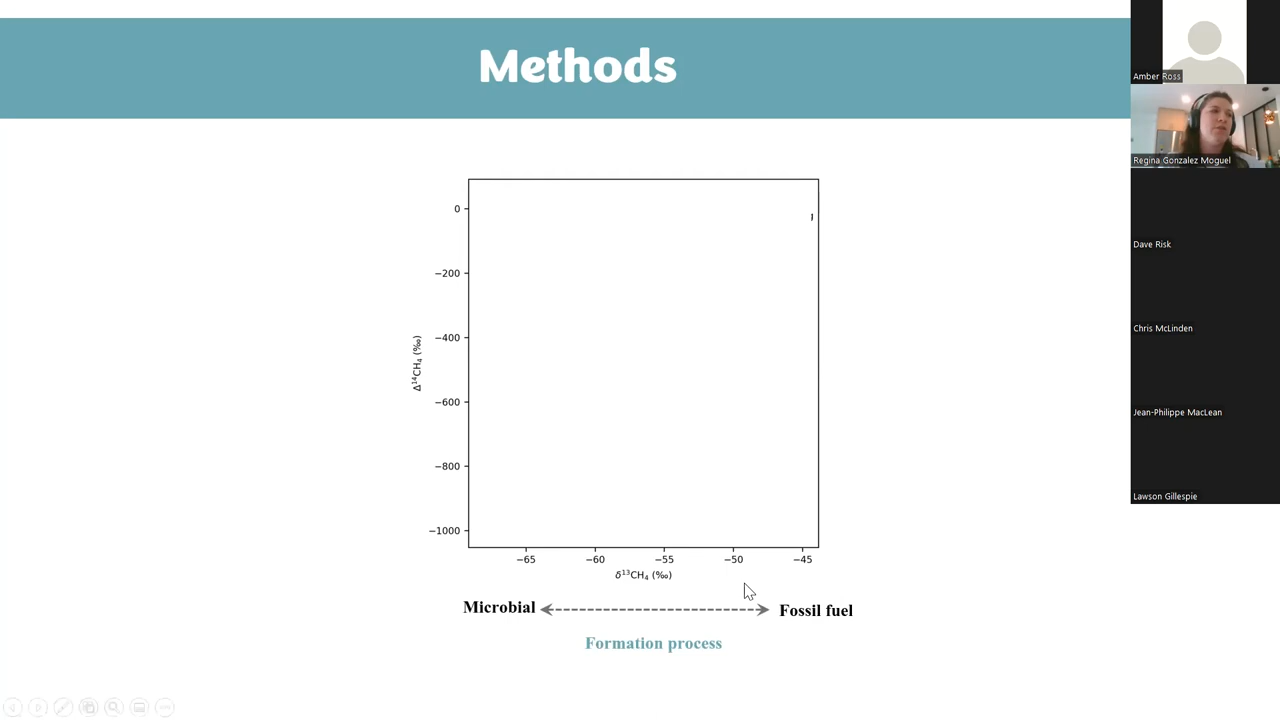 Methods
0
−200
−400
−600
−800
−1000
Δ¹⁴CH₄ (‰)
−65 −60 −55 −50 −45
δ¹³CH₄ (‰)
Microbial Fossil fuel
Formation process
Amber Ross
Regina Gonzalez Moguel
Dave Risk
Chris McLinden
Jean-Philippe MacLean
Lawson Gillespie